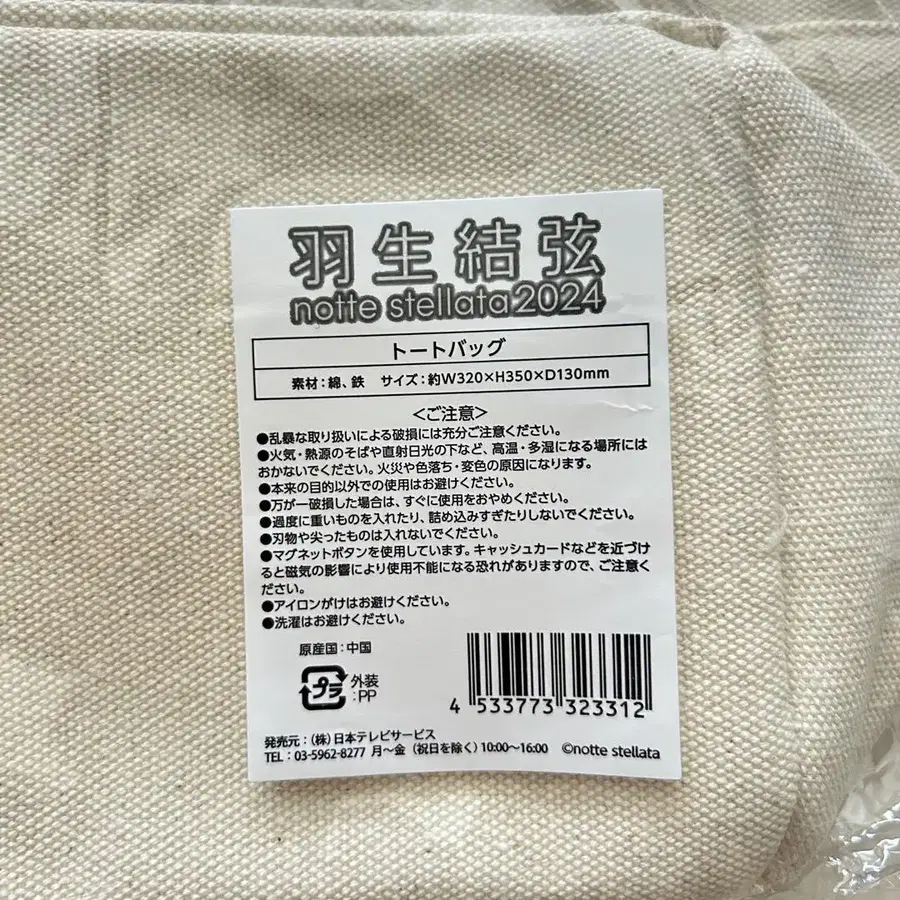 羽生結弦
notte stellata2024
トートバッグ
素材：綿、鉄　サイズ：約W320×H350×D130mm
＜ご注意＞
●乱暴な取り扱いによる破損には充分ご注意ください。
●火気・熱源のそばや直射日光の下など、高温・多湿になる場所には
おかないでください。火災や色落ち・変色の原因になります。
●本来の目的以外での使用はお避けください。
●万が一破損した場合は、すぐに使用をおやめください。
●過度に重いものを入れたり、詰め込みすぎたりしないでください。
●刃物や尖ったものは入れないでください。
●マグネットボタンを使用しています。キャッシュカードなどを近づけ
ると磁気の影響により使用不能になる恐れがありますので、ご注意く
ださい。
●アイロンがけはお避けください。
●洗濯はお避けください。
原産国：中国
プラ 外装
：PP
4 533773 323312
発売元：（株）日本テレビサービス
TEL：03-5962-8277 月～金（祝日を除く）10:00～16:00 ©notte stellata